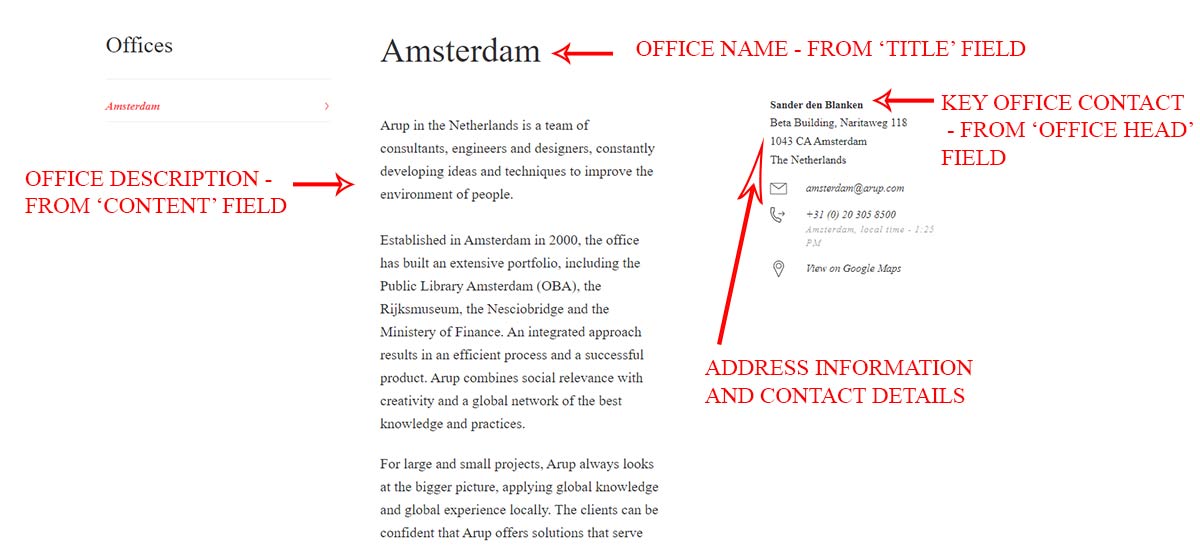 Offices
Amsterdam
OFFICE DESCRIPTION -
FROM ‘CONTENT’ FIELD
Amsterdam
OFFICE NAME - FROM ‘TITLE’ FIELD
Arup in the Netherlands is a team of
consultants, engineers and designers, constantly
developing ideas and techniques to improve the
environment of people.
Established in Amsterdam in 2000, the office
has built an extensive portfolio, including the
Public Library Amsterdam (OBA), the
Rijksmuseum, the Nesciobridge and the
Ministery of Finance. An integrated approach
results in an efficient process and a successful
product. Arup combines social relevance with
creativity and a global network of the best
knowledge and practices.
For large and small projects, Arup always looks
at the bigger picture, applying global knowledge
and global experience locally. The clients can be
confident that Arup offers solutions that serve
Sander den Blanken
Beta Building, Naritaweg 118
1043 CA Amsterdam
The Netherlands
amsterdam@arup.com
+31 (0) 20 305 8500
Amsterdam, local time - 1:25
PM
View on Google Maps
KEY OFFICE CONTACT
- FROM ‘OFFICE HEAD’
FIELD
ADDRESS INFORMATION
AND CONTACT DETAILS